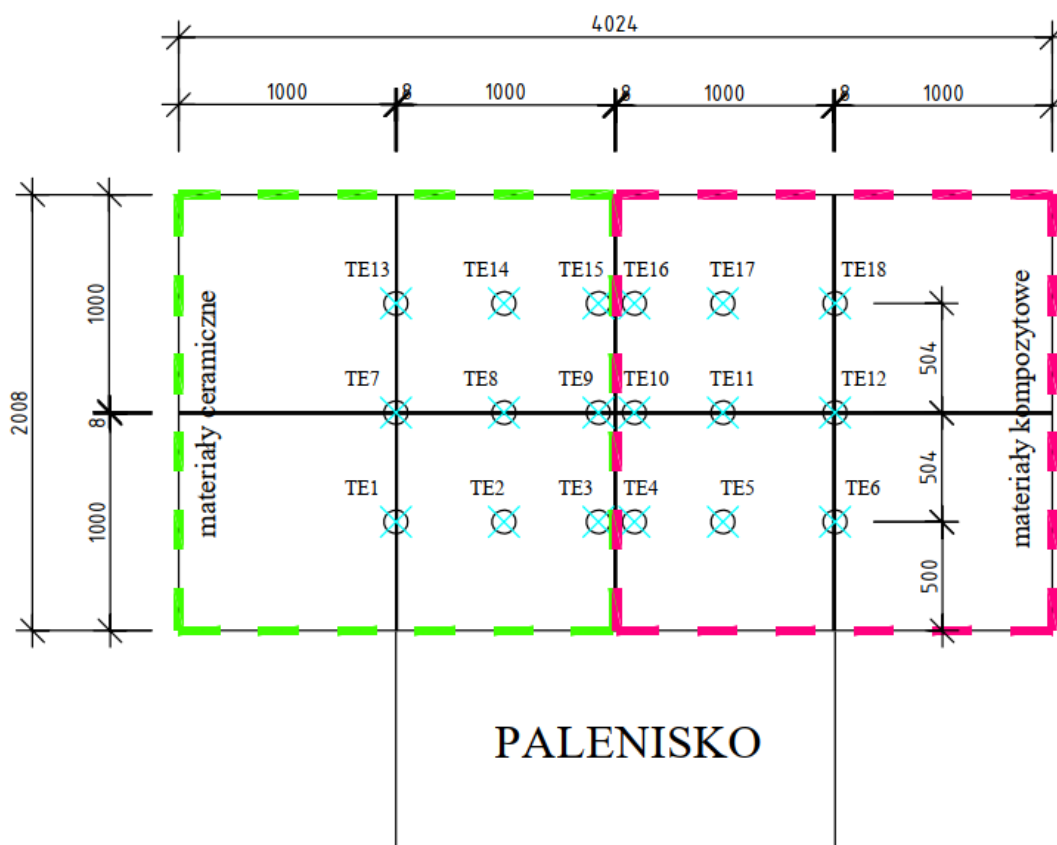 4024
1000 8 1000 8 1000 8 1000
TE13 TE14 TE15 TE16 TE17 TE18
1000
504
materiały ceramiczne
materiały kompozytowe
TE7 TE8 TE9 TE10 TE11 TE12
2008
8
504
TE1 TE2 TE3 TE4 TE5 TE6
1000
500
PALENISKO